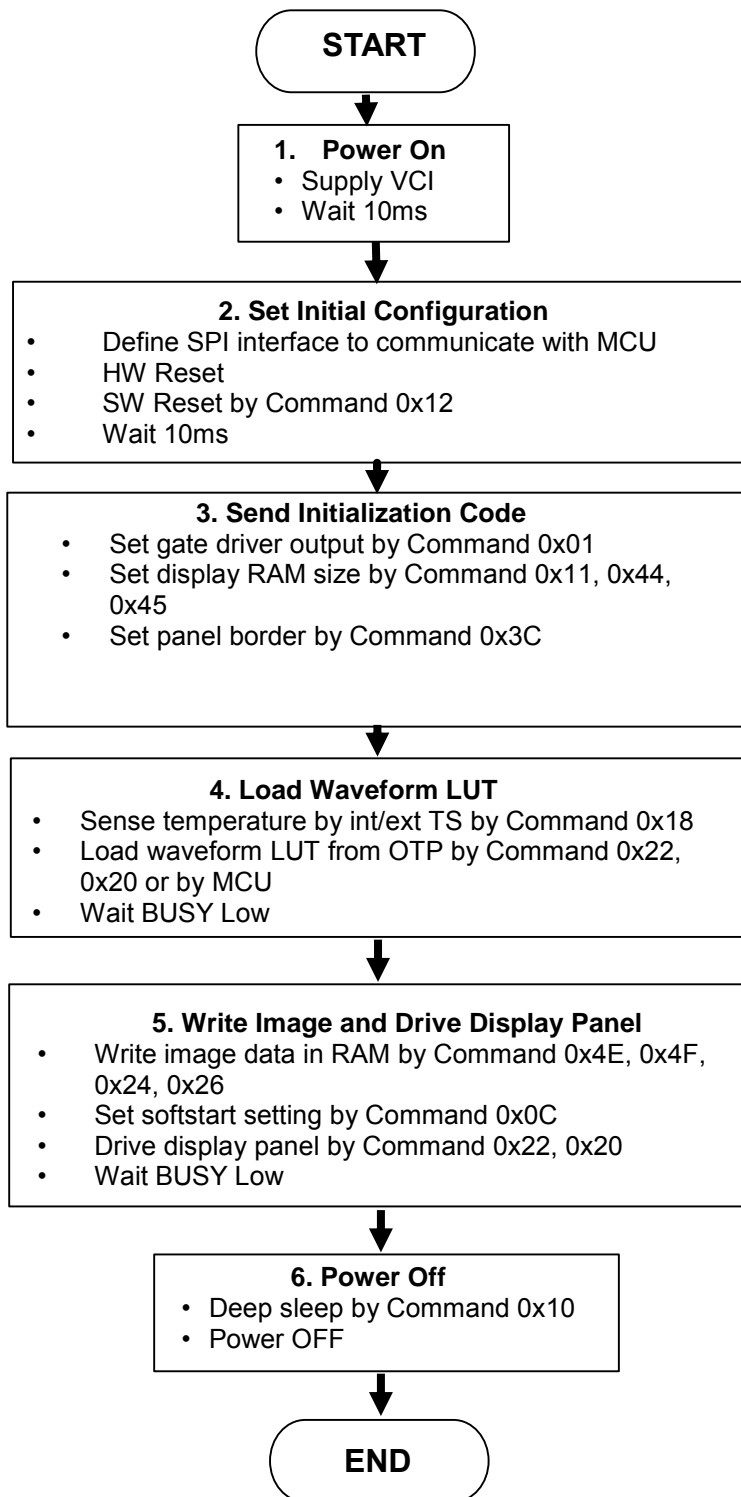 START
1. Power On
• Supply VCI
• Wait 10ms
2. Set Initial Configuration
• Define SPI interface to communicate with MCU
• HW Reset
• SW Reset by Command 0x12
• Wait 10ms
3. Send Initialization Code
• Set gate driver output by Command 0x01
• Set display RAM size by Command 0x11, 0x44,
0x45
• Set panel border by Command 0x3C
4. Load Waveform LUT
• Sense temperature by int/ext TS by Command 0x18
• Load waveform LUT from OTP by Command 0x22,
0x20 or by MCU
• Wait BUSY Low
5. Write Image and Drive Display Panel
• Write image data in RAM by Command 0x4E, 0x4F,
0x24, 0x26
• Set softstart setting by Command 0x0C
• Drive display panel by Command 0x22, 0x20
• Wait BUSY Low
6. Power Off
• Deep sleep by Command 0x10
• Power OFF
END